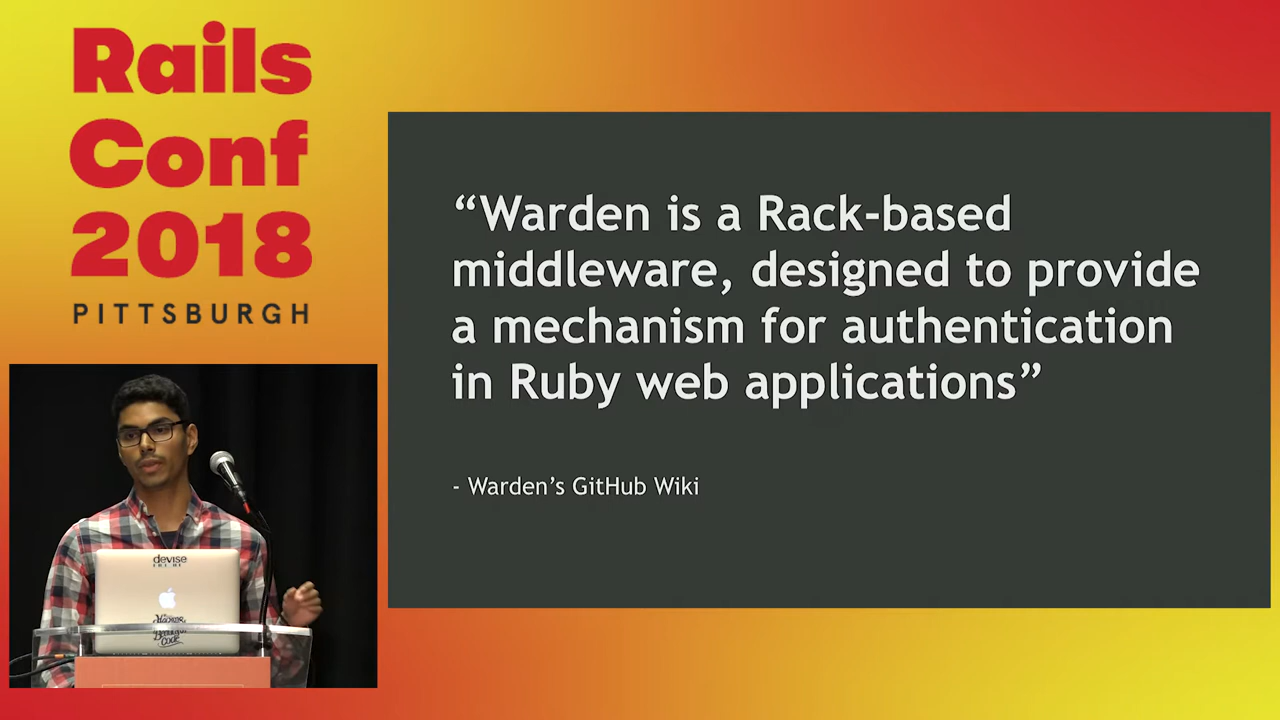 Rails
Conf
2018
PITTSBURGH
“Warden is a Rack-based
middleware, designed to provide
a mechanism for authentication
in Ruby web applications”
- Warden’s GitHub Wiki
devise
Code